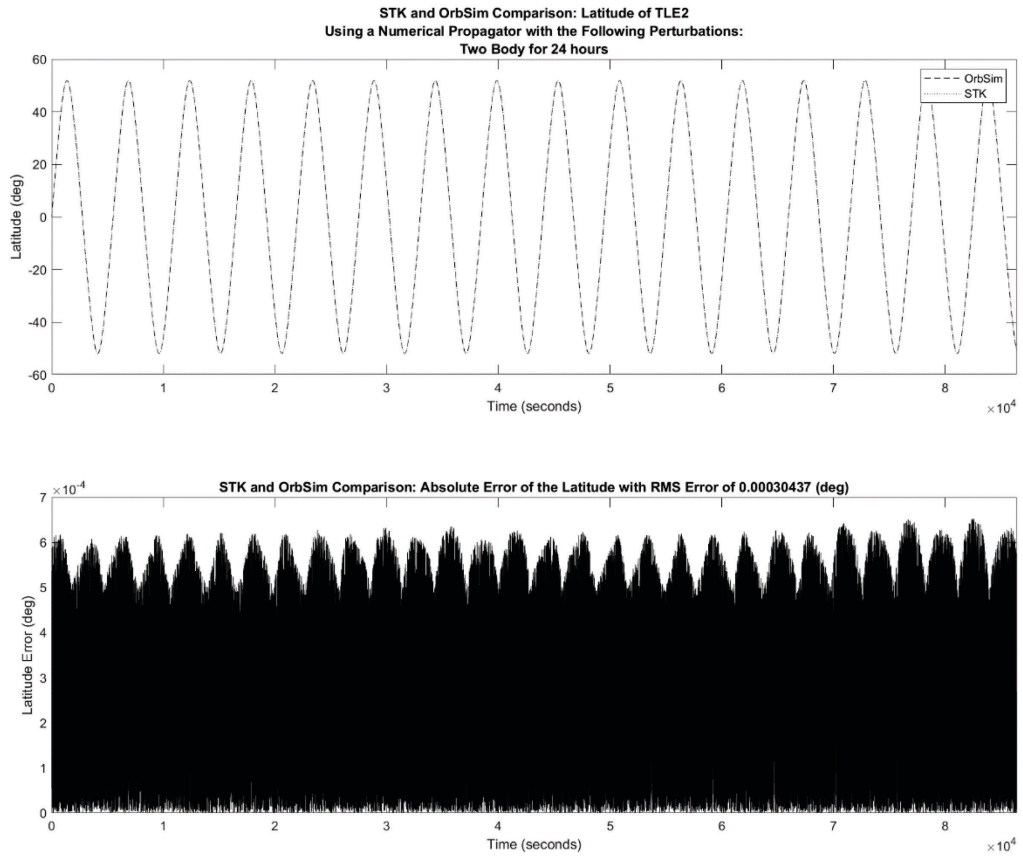 STK and OrbSim Comparison: Latitude of TLE2
Using a Numerical Propagator with the Following Perturbations:
Two Body for 24 hours
60
40
20
0
-20
-40
-60
Latitude (deg)
OrbSim
STK
0 1 2 3 4 5 6 7 8
Time (seconds)
×10^4
STK and OrbSim Comparison: Absolute Error of the Latitude with RMS Error of 0.00030437 (deg)
×10^-4
7
6
5
4
3
2
1
0
Latitude Error (deg)
0 1 2 3 4 5 6 7 8
Time (seconds)
×10^4